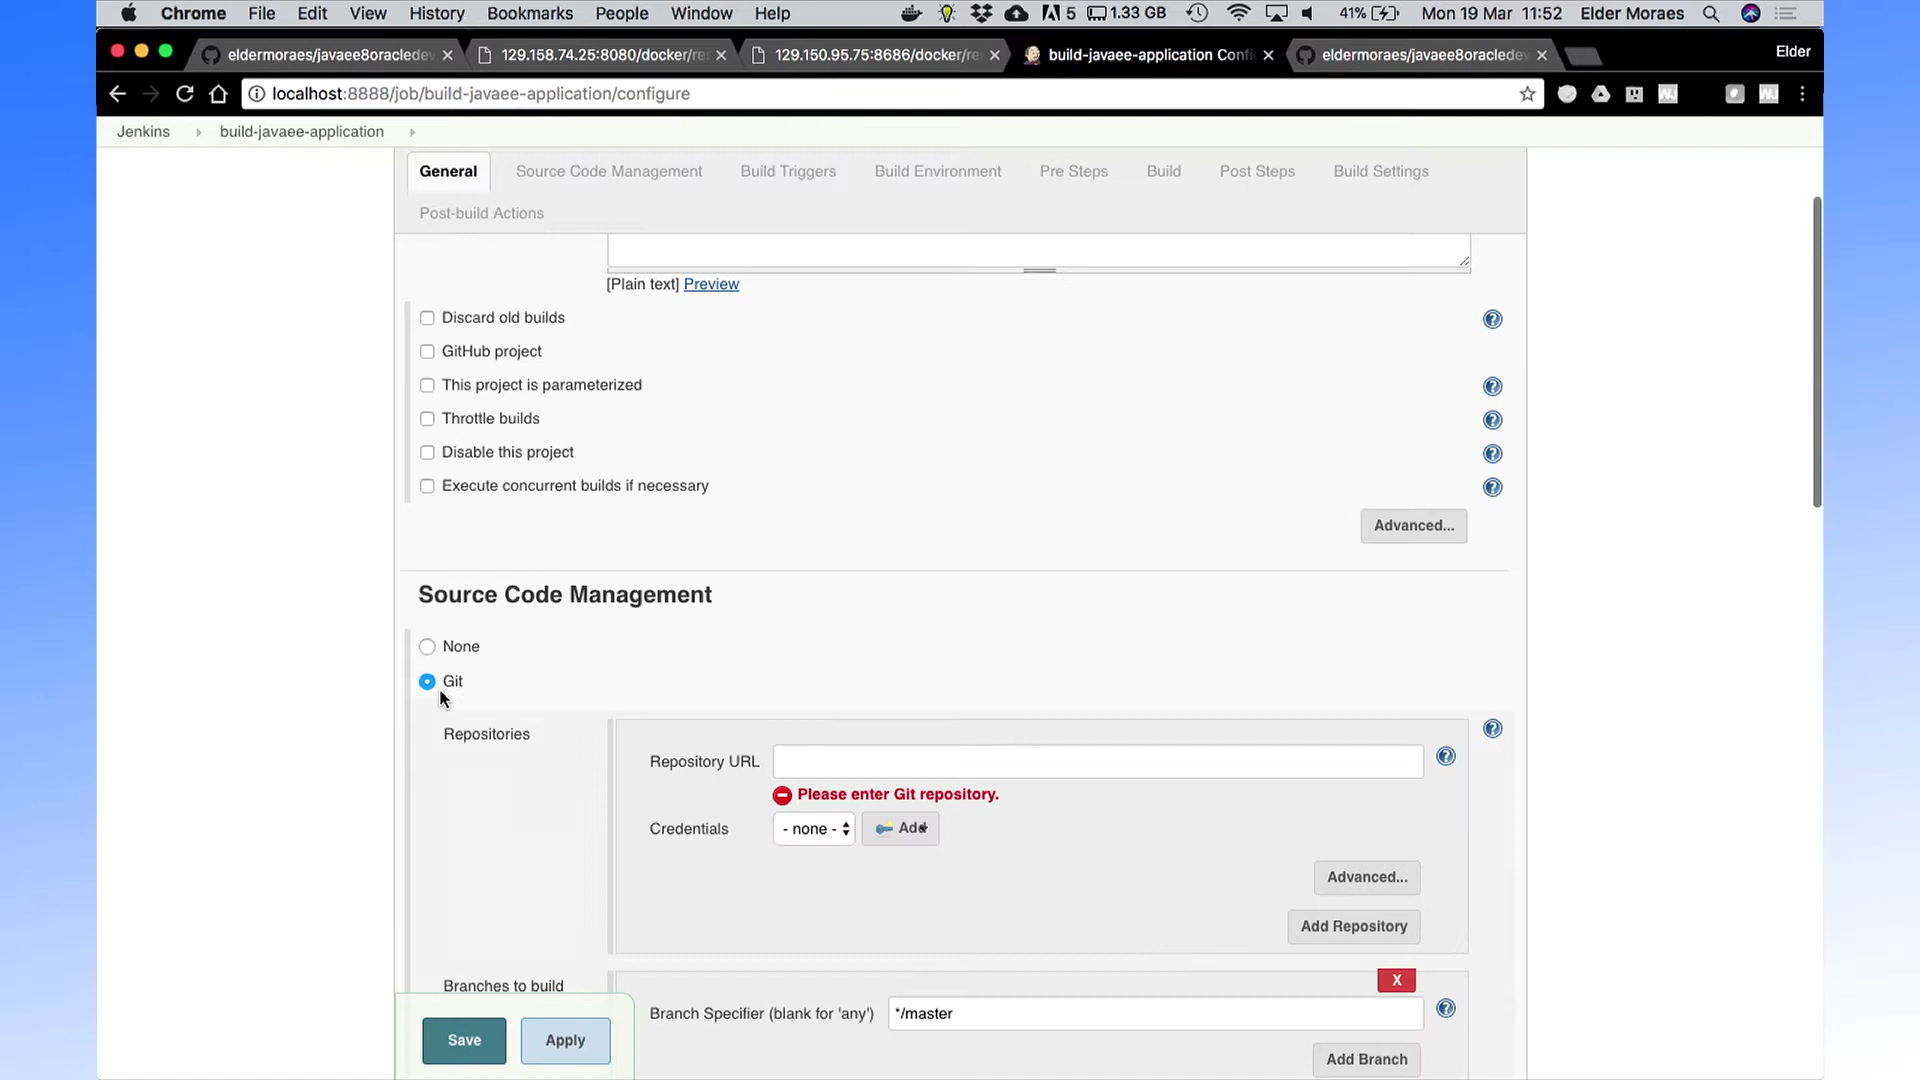 Chrome File Edit View History Bookmarks People Window Help 5 1.33 GB 41% Mon 19 Mar 11:52 Elder Moraes
eldermoraes/javaee8oracledev 129.158.74.25:8080/docker/re 129.150.95.75:8686/docker/re build-javaee-application Confi eldermoraes/javaee8oracledev Elder
localhost:8888/job/build-javaee-application/configure
Jenkins build-javaee-application
General Source Code Management Build Triggers Build Environment Pre Steps Build Post Steps Build Settings
Post-build Actions
[Plain text] Preview
Discard old builds
GitHub project
This project is parameterized
Throttle builds
Disable this project
Execute concurrent builds if necessary
Advanced...
Source Code Management
None
Git
Repositories
Repository URL
Please enter Git repository.
Credentials - none - Add
Advanced...
Add Repository
X
Branches to build
Branch Specifier (blank for 'any') */master
Save Apply
Add Branch